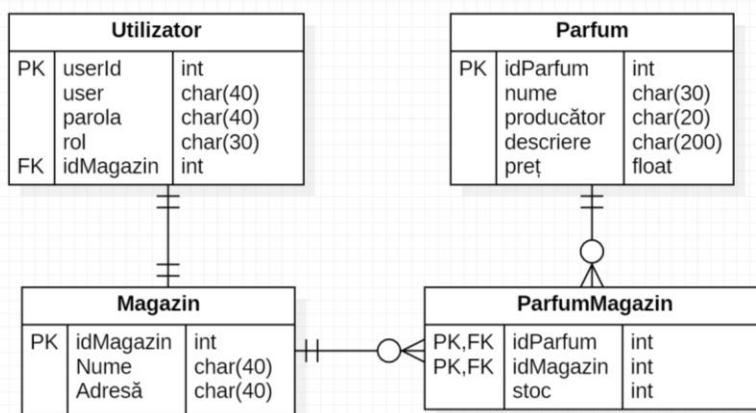 Utilizator
PK userId int
user char(40)
parola char(40)
rol char(30)
FK idMagazin int
Parfum
PK idParfum int
nume char(30)
producător char(20)
descriere char(200)
preț float
Magazin
PK idMagazin int
Nume char(40)
Adresă char(40)
ParfumMagazin
PK,FK idParfum int
PK,FK idMagazin int
stoc int